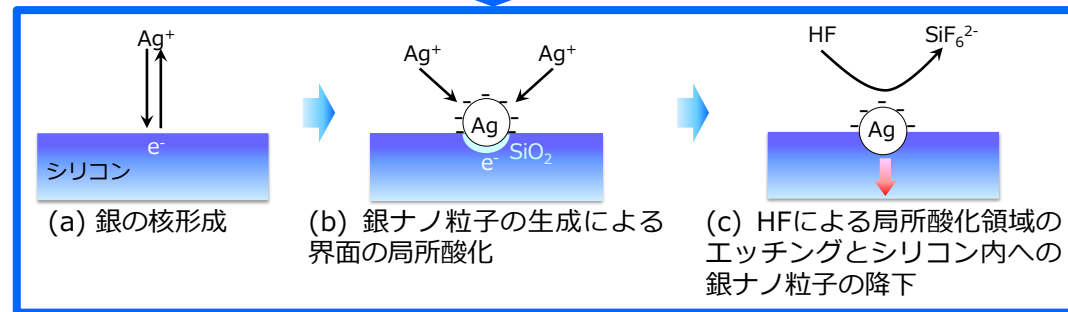 Ag⁺
e⁻
シリコン
(a) 銀の核形成
Ag⁺ Ag⁺
Ag
e⁻ SiO₂
(b) 銀ナノ粒子の生成による
界面の局所酸化
HF SiF₆²⁻
Ag
(c) HFによる局所酸化領域の
エッチングとシリコン内への
銀ナノ粒子の降下